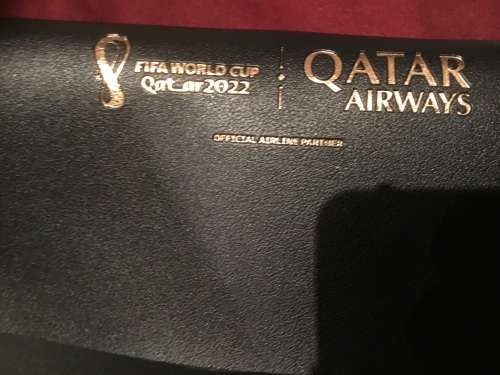 FIFA WORLD CUP
Qatar2022
QATAR
AIRWAYS
OFFICIAL AIRLINE PARTNER